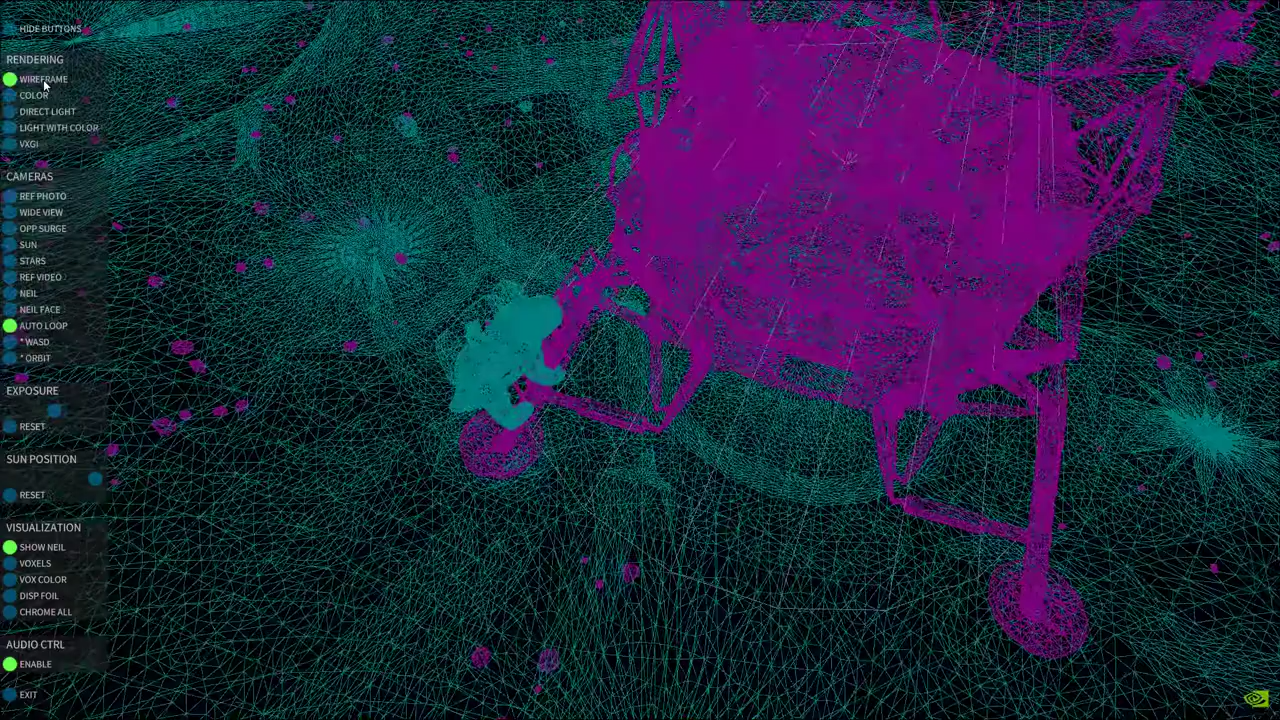 HIDE BUTTONS
RENDERING
WIREFRAME
COLOR
DIRECT LIGHT
LIGHT WITH COLOR
VXGI
CAMERAS
REF PHOTO
WIDE VIEW
OPP SURGE
SUN
STARS
REF VIDEO
NEIL
NEIL FACE
AUTO LOOP
* WASD
* ORBIT
EXPOSURE
RESET
SUN POSITION
RESET
VISUALIZATION
SHOW NEIL
VOXELS
VOX COLOR
DISP FOIL
CHROME ALL
AUDIO CTRL
ENABLE
EXIT